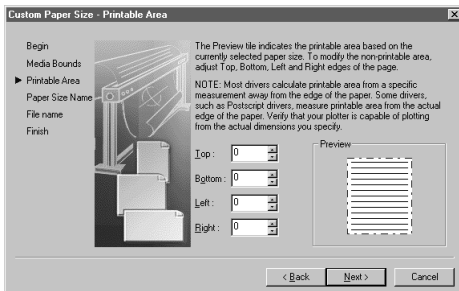 Custom Paper Size - Printable Area
Begin
Media Bounds
Printable Area
Paper Size Name
File name
Finish
The Preview tile indicates the printable area based on the
currently selected paper size. To modify the non-printable area,
adjust Top, Bottom, Left and Right edges of the page.
NOTE: Most drivers calculate printable area from a specific
measurement away from the edge of the paper. Some drivers,
such as Postscript drivers, measure printable area from the actual
edge of the paper. Verify that your plotter is capable of plotting
from the actual dimensions you specify.
Top : 0
Bottom : 0
Left : 0
Right : 0
Preview
< Back Next > Cancel